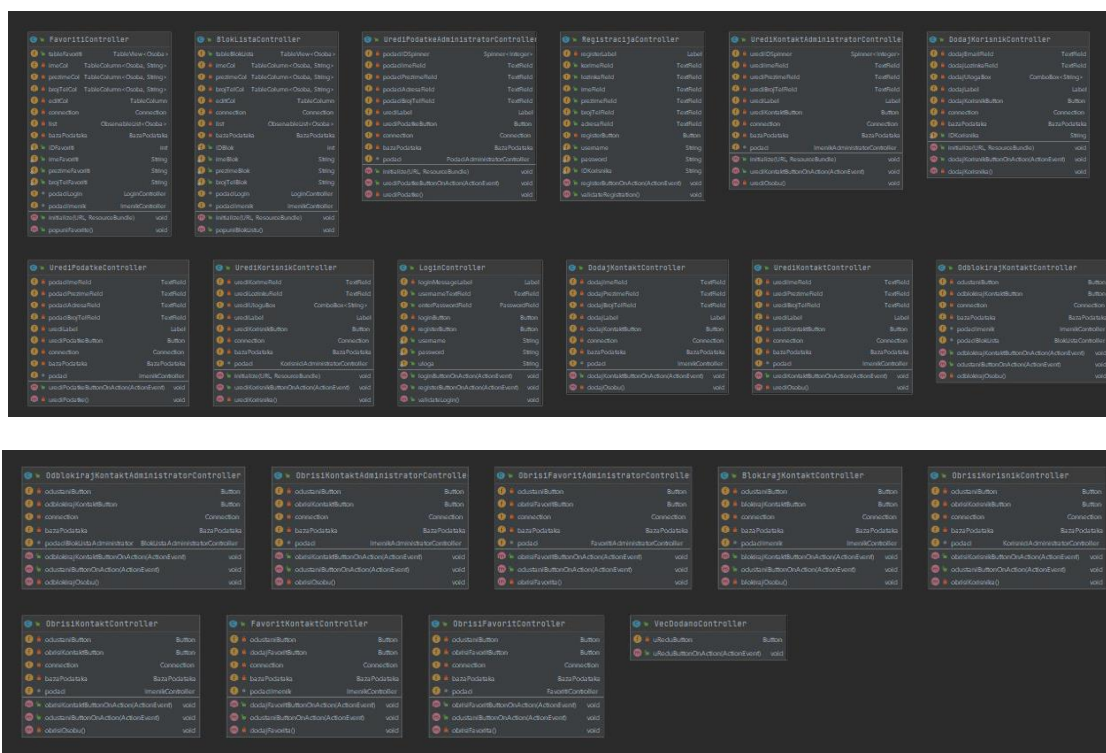 FavoritiController
tableFavoriti TableView<Osoba>
imeCol TableColumn<Osoba, String>
prezimeCol TableColumn<Osoba, String>
brojTelCol TableColumn<Osoba, String>
editCol TableColumn
connection Connection
list ObservableList<Osoba>
bazaPodataka BazaPodataka
IDFavoriti int
imeFavoriti String
prezimeFavoriti String
brojTelFavoriti String
podaciLogin LoginController
podaciImenik ImenikController
initialize(URL, ResourceBundle) void
popuniFavorite() void
BlokListaController
tableBlokLista TableView<Osoba>
imeCol TableColumn<Osoba, String>
prezimeCol TableColumn<Osoba, String>
brojTelCol TableColumn<Osoba, String>
editCol TableColumn
connection Connection
list ObservableList<Osoba>
bazaPodataka BazaPodataka
IDBlok int
imeBlok String
prezimeBlok String
brojTelBlok String
podaciLogin LoginController
podaciImenik ImenikController
initialize(URL, ResourceBundle) void
popuniBlokListu() void
UrediPodatkeAdministratorController
podaciIDSpinner Spinner<Integer>
podaciImeField TextField
podaciPrezimeField TextField
podaciAdresaField TextField
podaciBrojTelField TextField
urediLabel Label
urediPodatkeButton Button
connection Connection
bazaPodataka BazaPodataka
podaci PodaciAdministratorController
initialize(URL, ResourceBundle) void
urediPodatkeButtonOnAction(ActionEvent) void
urediPodatke() void
RegistracijaController
registerLabel Label
korImeField TextField
lozinkaField TextField
imeField TextField
prezimeField TextField
brojTelField TextField
adresaField TextField
registerButton Button
username String
password String
IDKorisnika String
registerButtonOnAction(ActionEvent) void
validateRegistration() void
UrediKontaktAdministratorController
urediIDSpinner Spinner<Integer>
urediImeField TextField
urediPrezimeField TextField
urediBrojTelField TextField
urediLabel Label
urediKontaktButton Button
connection Connection
bazaPodataka BazaPodataka
podaci ImenikAdministratorController
initialize(URL, ResourceBundle) void
urediKontaktButtonOnAction(ActionEvent) void
urediOsobu() void
DodajKorisnikController
dodajEmailField TextField
dodajLozinkaField TextField
dodajUlogaBox ComboBox<String>
dodajLabel Label
dodajKorisnikButton Button
connection Connection
bazaPodataka BazaPodataka
IDKorisnika String
initialize(URL, ResourceBundle) void
dodajKorisnikButtonOnAction(ActionEvent) void
dodajKorisnika() void
UrediPodatkeController
podaciImeField TextField
podaciPrezimeField TextField
podaciAdresaField TextField
podaciBrojTelField TextField
urediLabel Label
urediPodatkeButton Button
connection Connection
bazaPodataka BazaPodataka
podaci ImenikController
urediPodatkeButtonOnAction(ActionEvent) void
urediPodatke() void
UrediKorisnikController
urediKorImeField TextField
urediLozinkuField TextField
urediUlogaBox ComboBox<String>
urediLabel Label
urediKorisnikButton Button
connection Connection
bazaPodataka BazaPodataka
podaci KorisniciAdministratorController
initialize(URL, ResourceBundle) void
urediKorisnikButtonOnAction(ActionEvent) void
urediKorisnika() void
LoginController
loginMessageLabel Label
usernameTextField TextField
enterPasswordField PasswordField
loginButton Button
registerButton Button
username String
password String
uloga String
loginButtonOnAction(ActionEvent) void
registerButtonOnAction(ActionEvent) void
validateLogin() void
DodajKontaktController
dodajImeField TextField
dodajPrezimeField TextField
dodajBrojTelField TextField
dodajLabel Label
dodajKontaktButton Button
connection Connection
bazaPodataka BazaPodataka
podaci ImenikController
dodajKontaktButtonOnAction(ActionEvent) void
dodajOsobu() void
UrediKontaktController
urediImeField TextField
urediPrezimeField TextField
urediBrojTelField TextField
urediLabel Label
urediKontaktButton Button
connection Connection
bazaPodataka BazaPodataka
podaci ImenikController
urediKontaktButtonOnAction(ActionEvent) void
urediOsobu() void
OdblokirajKontaktController
odustaniButton Button
odblokirajKontaktButton Button
connection Connection
bazaPodataka BazaPodataka
podaciImenik ImenikController
podaciBlokLista BlokListaController
odblokirajKontaktButtonOnAction(ActionEvent) void
odustaniButtonOnAction(ActionEvent) void
odblokirajOsobu() void
OdblokirajKontaktAdministratorController
odustaniButton Button
odblokirajKontaktButton Button
connection Connection
bazaPodataka BazaPodataka
podaciBlokListaAdministrator BlokListaAdministratorController
odblokirajKontaktButtonOnAction(ActionEvent) void
odustaniButtonOnAction(ActionEvent) void
odblokirajOsobu() void
ObrisiKontaktAdministratorControlle
odustaniButton Button
obrisiKontaktButton Button
connection Connection
bazaPodataka BazaPodataka
podaci ImenikAdministratorController
obrisiKontaktButtonOnAction(ActionEvent) void
odustaniButtonOnAction(ActionEvent) void
obrisiOsobu() void
ObrisiFavoritAdministratorControlle
odustaniButton Button
obrisiFavoritButton Button
connection Connection
bazaPodataka BazaPodataka
podaci FavoritiAdministratorController
obrisiFavoritButtonOnAction(ActionEvent) void
odustaniButtonOnAction(ActionEvent) void
obrisiFavorita() void
BlokirajKontaktController
odustaniButton Button
blokirajKontaktButton Button
connection Connection
bazaPodataka BazaPodataka
podaciImenik ImenikController
blokirajKontaktButtonOnAction(ActionEvent) void
odustaniButtonOnAction(ActionEvent) void
blokirajOsobu() void
ObrisiKorisnikController
odustaniButton Button
obrisiKorisnikButton Button
connection Connection
bazaPodataka BazaPodataka
podaci KorisniciAdministratorController
obrisiKorisnikButtonOnAction(ActionEvent) void
odustaniButtonOnAction(ActionEvent) void
obrisiKorisnika() void
ObrisiKontaktController
odustaniButton Button
obrisiKontaktButton Button
connection Connection
bazaPodataka BazaPodataka
podaci ImenikController
obrisiKontaktButtonOnAction(ActionEvent) void
odustaniButtonOnAction(ActionEvent) void
obrisiOsobu() void
FavoritKontaktController
odustaniButton Button
dodajFavoritButton Button
connection Connection
bazaPodataka BazaPodataka
podaciImenik ImenikController
dodajFavoritButtonOnAction(ActionEvent) void
odustaniButtonOnAction(ActionEvent) void
dodajFavorita() void
ObrisiFavoritController
odustaniButton Button
obrisiFavoritButton Button
connection Connection
bazaPodataka BazaPodataka
podaci FavoritiController
obrisiFavoritButtonOnAction(ActionEvent) void
odustaniButtonOnAction(ActionEvent) void
obrisiFavorita() void
VecDodanoController
uReduButton Button
uReduButtonOnAction(ActionEvent) void